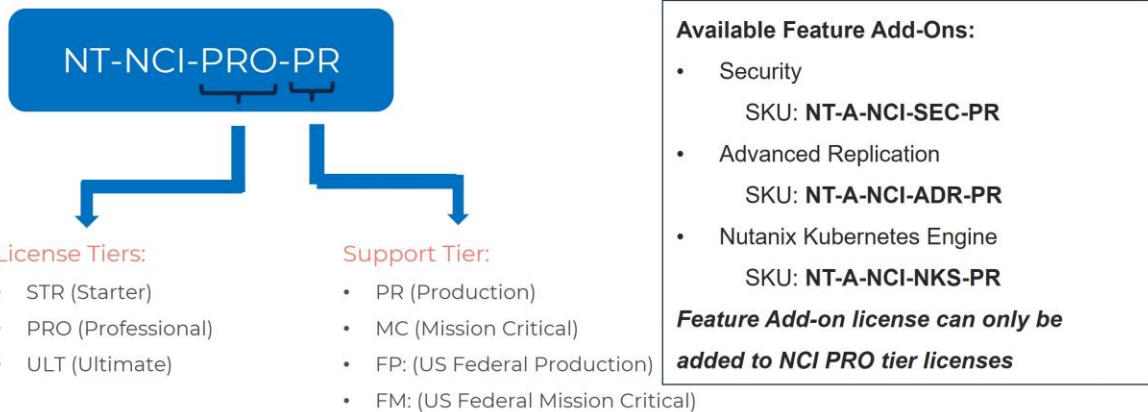 NT-NCI-PRO-PR
License Tiers:
• STR (Starter)
• PRO (Professional)
• ULT (Ultimate)
Support Tier:
• PR (Production)
• MC (Mission Critical)
• FP: (US Federal Production)
• FM: (US Federal Mission Critical)
Available Feature Add-Ons:
• Security
SKU: NT-A-NCI-SEC-PR
• Advanced Replication
SKU: NT-A-NCI-ADR-PR
• Nutanix Kubernetes Engine
SKU: NT-A-NCI-NKS-PR
Feature Add-on license can only be
added to NCI PRO tier licenses